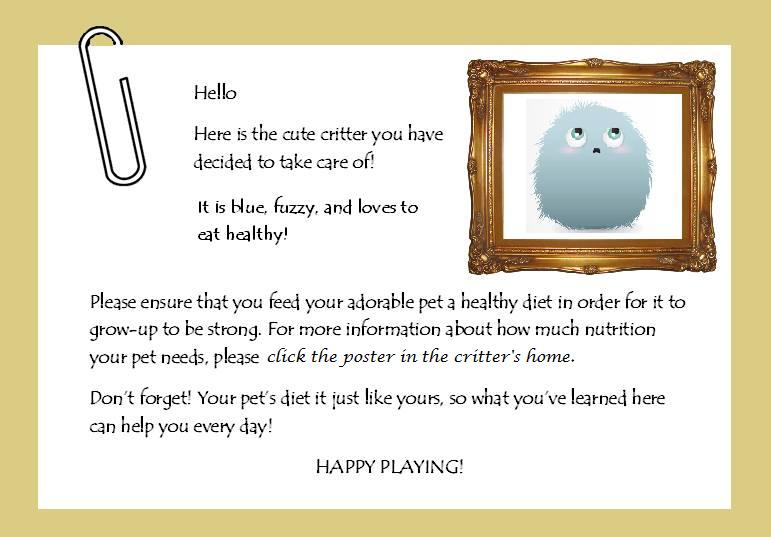 Hello
Here is the cute critter you have
decided to take care of!
It is blue, fuzzy, and loves to
eat healthy!
Please ensure that you feed your adorable pet a healthy diet in order for it to
grow-up to be strong. For more information about how much nutrition
your pet needs, please click the poster in the critter's home.
Don't forget! Your pet's diet it just like yours, so what you've learned here
can help you every day!
HAPPY PLAYING!